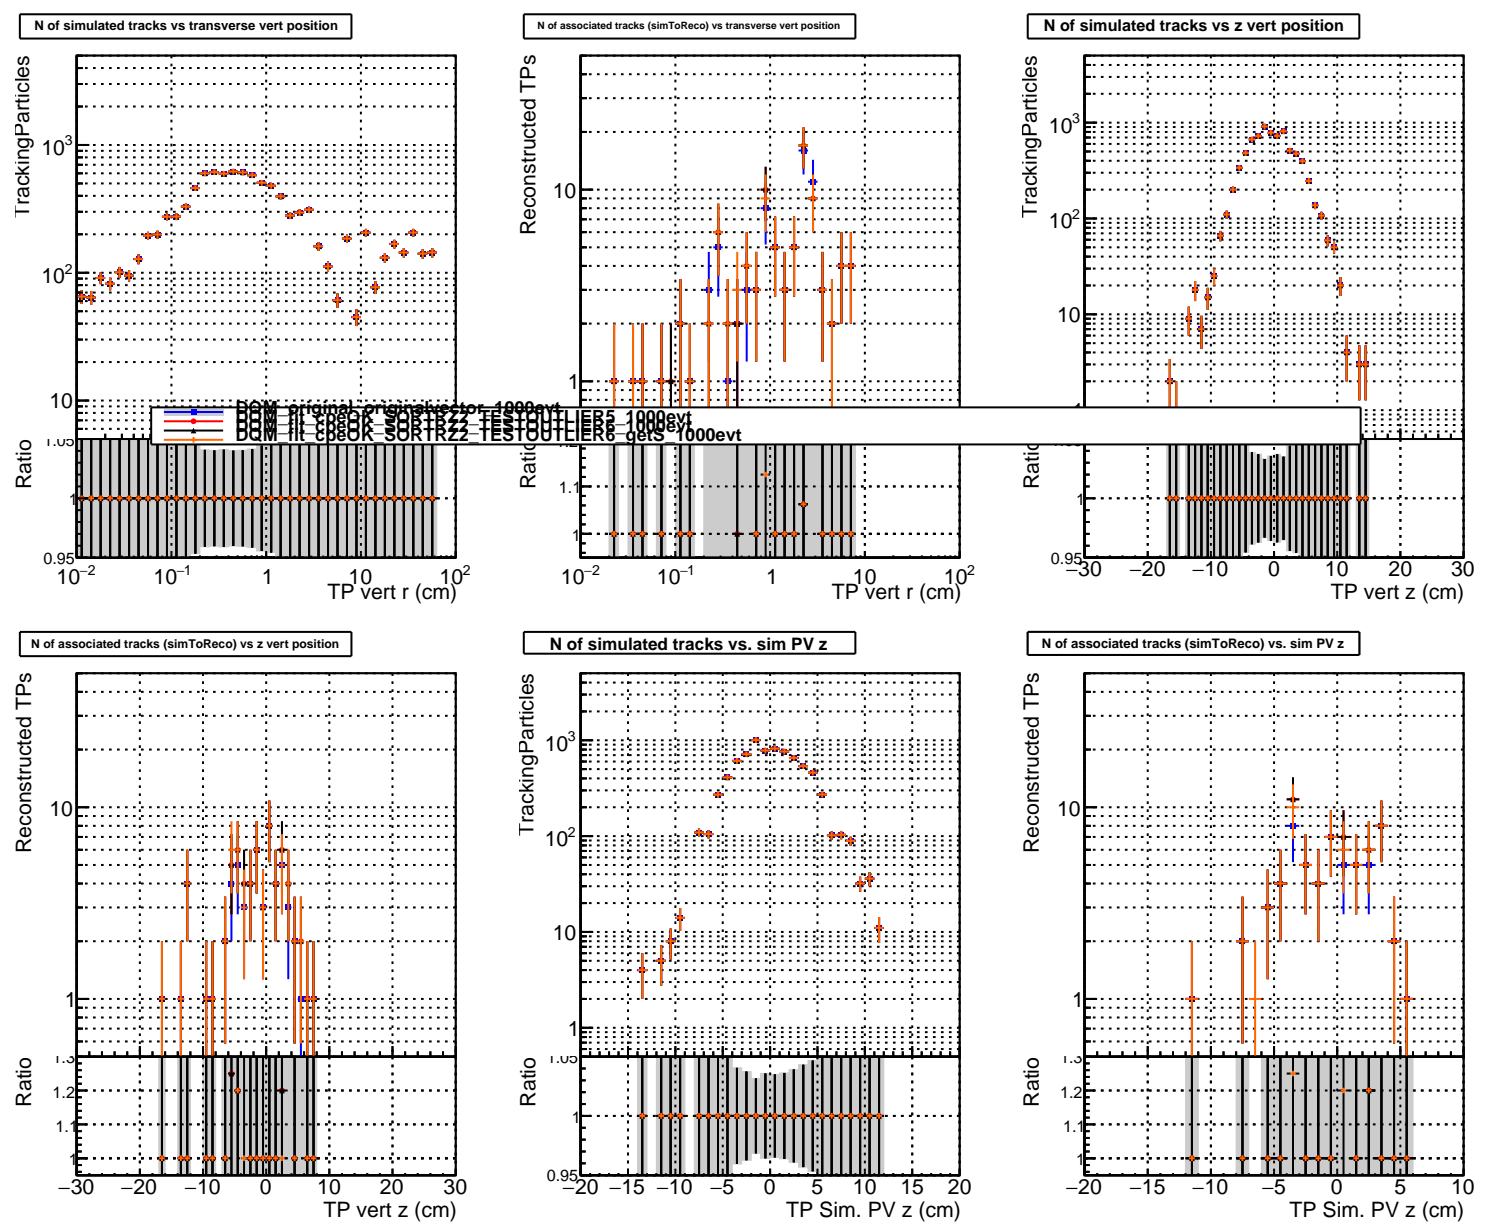 N of simulated tracks vs transverse vert position
N of associated tracks (simToReco) vs transverse vert position
N of simulated tracks vs z vert position
TrackingParticles
10³
10²
10
Ratio
1.05
1
0.95
10⁻² 10⁻¹ 1 10 10²
TP vert r (cm)
Reconstructed TPs
10
1
Ratio
1.1
1
10⁻² 10⁻¹ 1 10 10²
TP vert r (cm)
TrackingParticles
10³
10²
10
1
Ratio
1
0.95
−30 −20 −10 0 10 20 30
TP vert z (cm)
DQM_original_originalvector_1000evt
DQM_fit_cpeOK_SORTRZ2_TESTOUTLIER5_1000evt
DQM_fit_cpeOK_SORTRZ2_TESTOUTLIER6_1000evt
DQM_fit_cpeOK_SORTRZ2_TESTOUTLIER6_getS_1000evt
N of associated tracks (simToReco) vs z vert position
N of simulated tracks vs. sim PV z
N of associated tracks (simToReco) vs. sim PV z
Reconstructed TPs
10
1
Ratio
1.3
1.2
1.1
1
−30 −20 −10 0 10 20 30
TP vert z (cm)
TrackingParticles
10³
10²
10
1
Ratio
1.05
1
0.95
−20 −15 −10 −5 0 5 10 15 20
TP Sim. PV z (cm)
Reconstructed TPs
10
1
Ratio
1.3
1.2
1.1
1
−20 −15 −10 −5 0 5 10
TP Sim. PV z (cm)